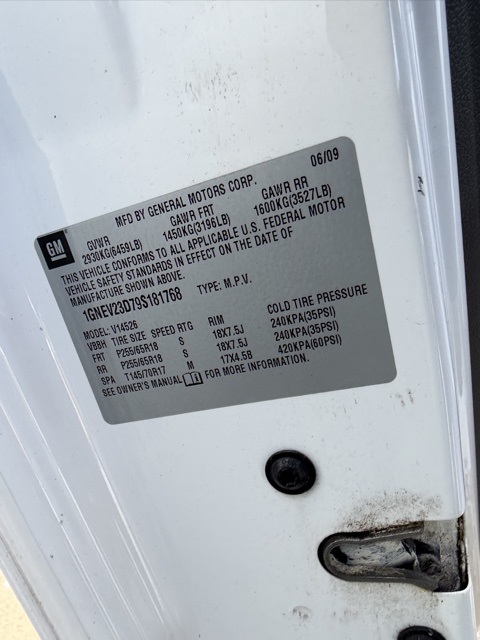 GM
MFD BY GENERAL MOTORS CORP. 06/09
GVWR GAWR FRT GAWR RR
2930KG(6459LB) 1450KG(3196LB) 1600KG(3527LB)
THIS VEHICLE CONFORMS TO ALL APPLICABLE U.S. FEDERAL MOTOR
VEHICLE SAFETY STANDARDS IN EFFECT ON THE DATE OF
MANUFACTURE SHOWN ABOVE.
1GNEV23D79S181768 TYPE: M.P.V.
MODEL: V14526
VBBH TIRE SIZE SPEED RTG RIM COLD TIRE PRESSURE
FRT P255/65R18 S 18X7.5J 240KPA(35PSI)
RR P255/65R18 S 18X7.5J 240KPA(35PSI)
SPA T145/70R17 M 17X4.5B 420KPA(60PSI)
SEE OWNER'S MANUAL FOR MORE INFORMATION.